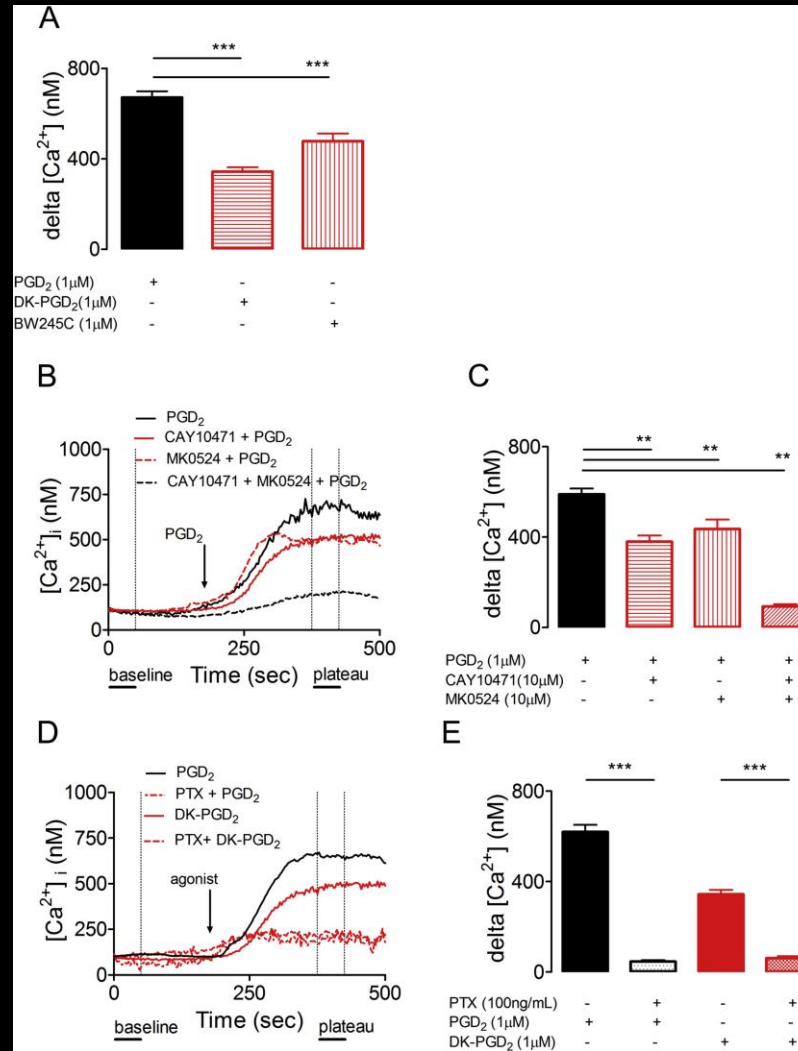 A
***
***
800
400
0
delta [Ca²⁺] (nM)
PGD₂ (1μM) + - -
DK-PGD₂(1μM) - + -
BW245C (1μM) - - +
B
PGD₂
CAY10471 + PGD₂
MK0524 + PGD₂
CAY10471 + MK0524 + PGD₂
1000
750
500
250
0
[Ca²⁺] i (nM)
PGD₂
0 250 500
baseline Time (sec) plateau
C
**
**
**
800
400
0
delta [Ca²⁺] (nM)
PGD₂ (1μM) + + + +
CAY10471(10μM) - + - +
MK0524 (10μM) - - + +
D
PGD₂
PTX + PGD₂
DK-PGD₂
PTX+ DK-PGD₂
1000
750
500
250
0
[Ca²⁺] i (nM)
agonist
0 250 500
baseline Time (sec) plateau
E
*** ***
800
400
0
delta [Ca²⁺] (nM)
PTX (100ng/mL) - + - +
PGD₂ (1μM) + + - -
DK-PGD₂ (1μM) - - + +